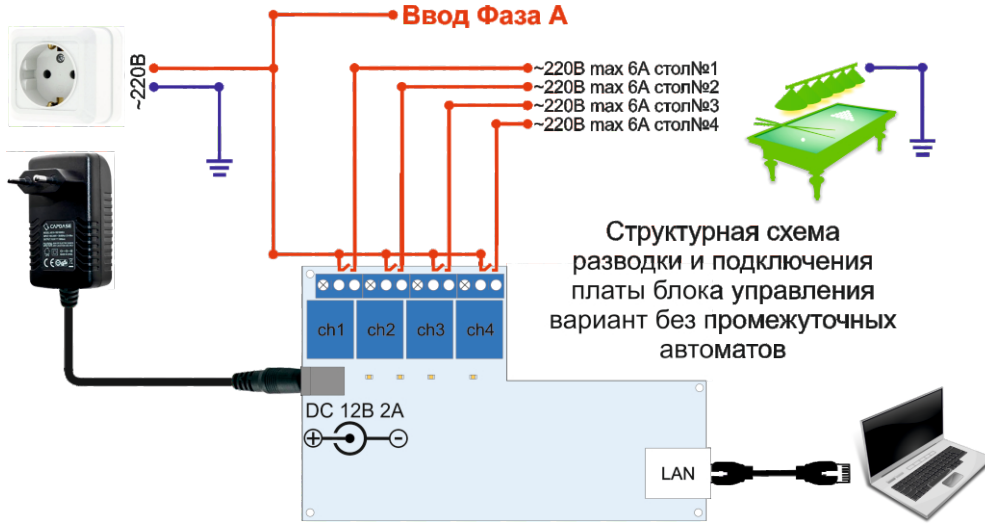 Ввод Фаза А
~220В
~220В max 6А стол№1
~220В max 6А стол№2
~220В max 6А стол№3
~220В max 6А стол№4
CAPDASE
Структурная схема
разводки и подключения
платы блока управления
вариант без промежуточных
автоматов
ch1 ch2 ch3 ch4
DC 12В 2А
LAN